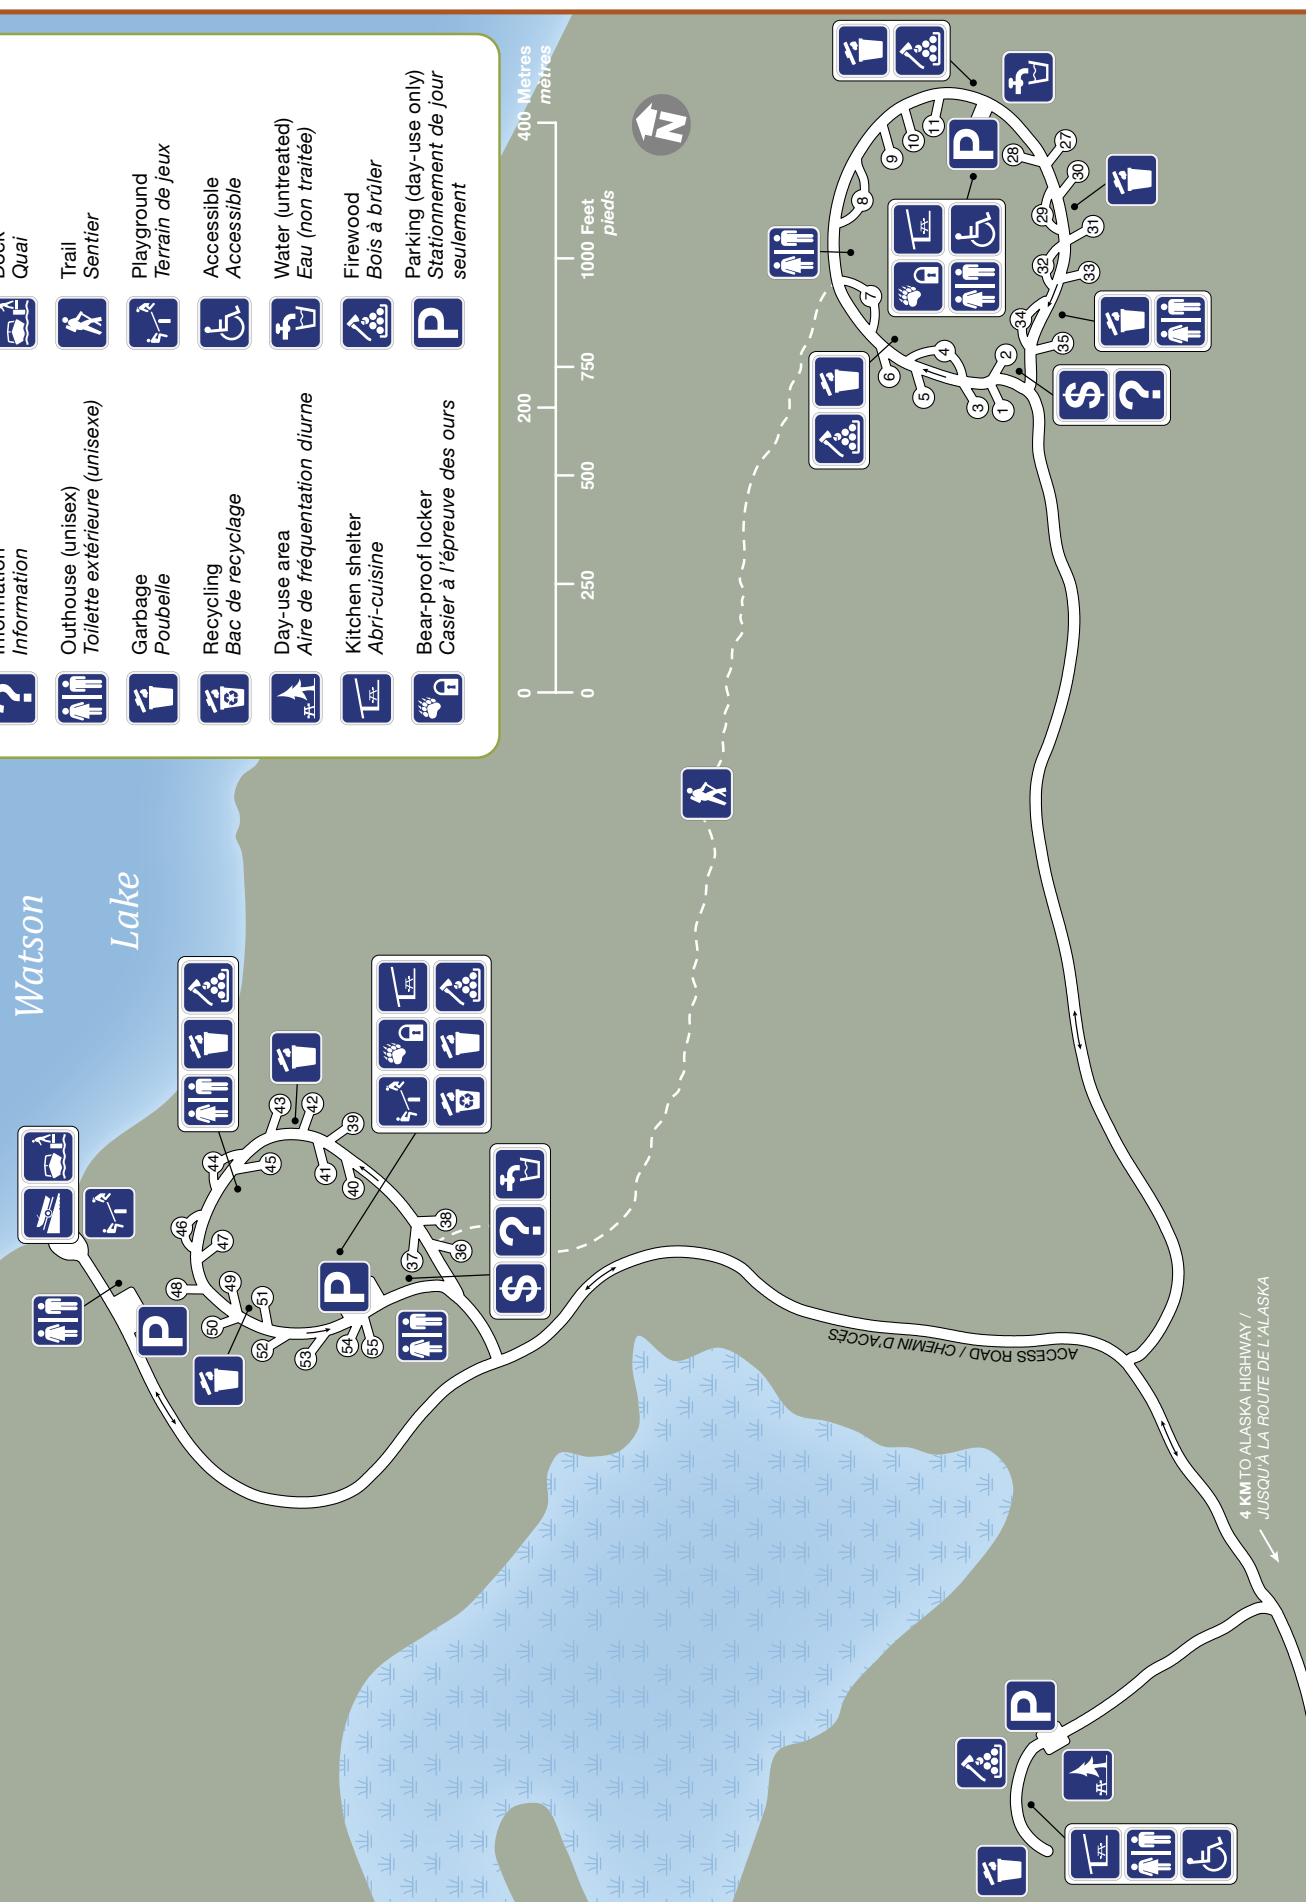 Information
Outhouse (unisex)
Toilette extérieure (unisexe)
Garbage
Poubelle
Recycling
Bac de recyclage
Day-use area
Aire de fréquentation diurne
Kitchen shelter
Abri-cuisine
Bear-proof locker
Casier à l'épreuve des ours
Quai
Trail
Sentier
Playground
Terrain de jeux
Accessible
Accessible
Water (untreated)
Eau (non traitée)
Firewood
Bois à brûler
Parking (day-use only)
Stationnement de jour
seulement
P
?
0 200 400 Metres
mètres
0 250 500 750 1000 Feet
pieds
N
Watson
Lake
P
P
$ ?
43
42
44
45
39
41
40
46
47
38
37
36
48
49
50
51
52
53
54
55
P
$ ?
9
10
11
8
7
6
5
4
3
2
1
28
27
30
29
31
32
33
34
35
ACCESS ROAD / CHEMIN D'ACCÈS
4 KM TO ALASKA HIGHWAY /
JUSQU'À LA ROUTE DE L'ALASKA
P